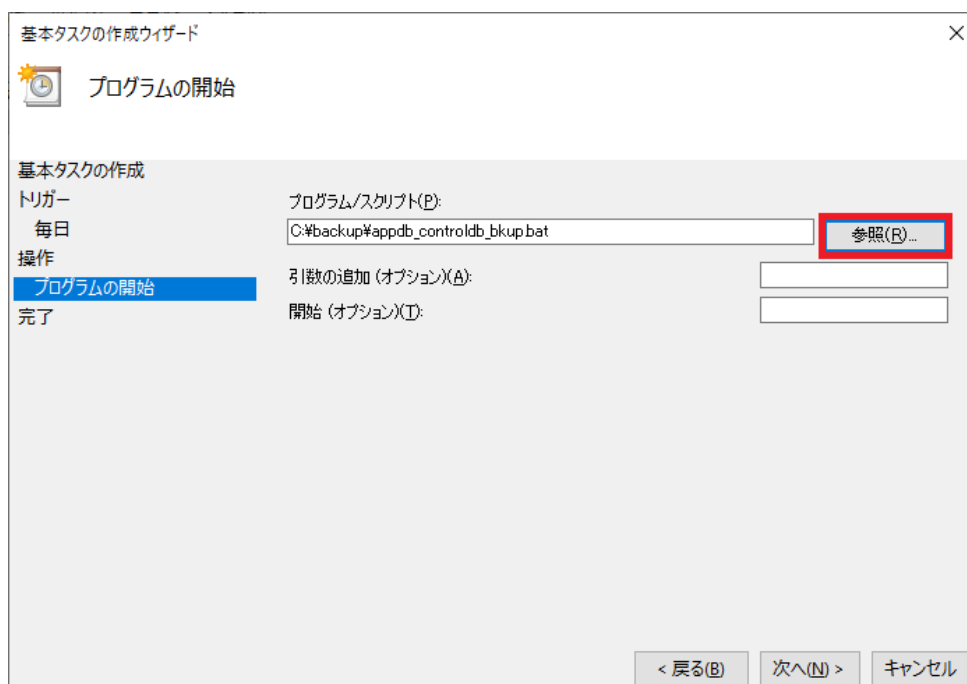 基本タスクの作成ウィザード
プログラムの開始
基本タスクの作成
トリガー
毎日
操作
プログラムの開始
完了
プログラム/スクリプト(P):
C:¥backup¥appdb_controldb_bkup.bat
参照(R)...
引数の追加 (オプション)(A):
開始 (オプション)(T):
< 戻る(B)
次へ(N) >
キャンセル